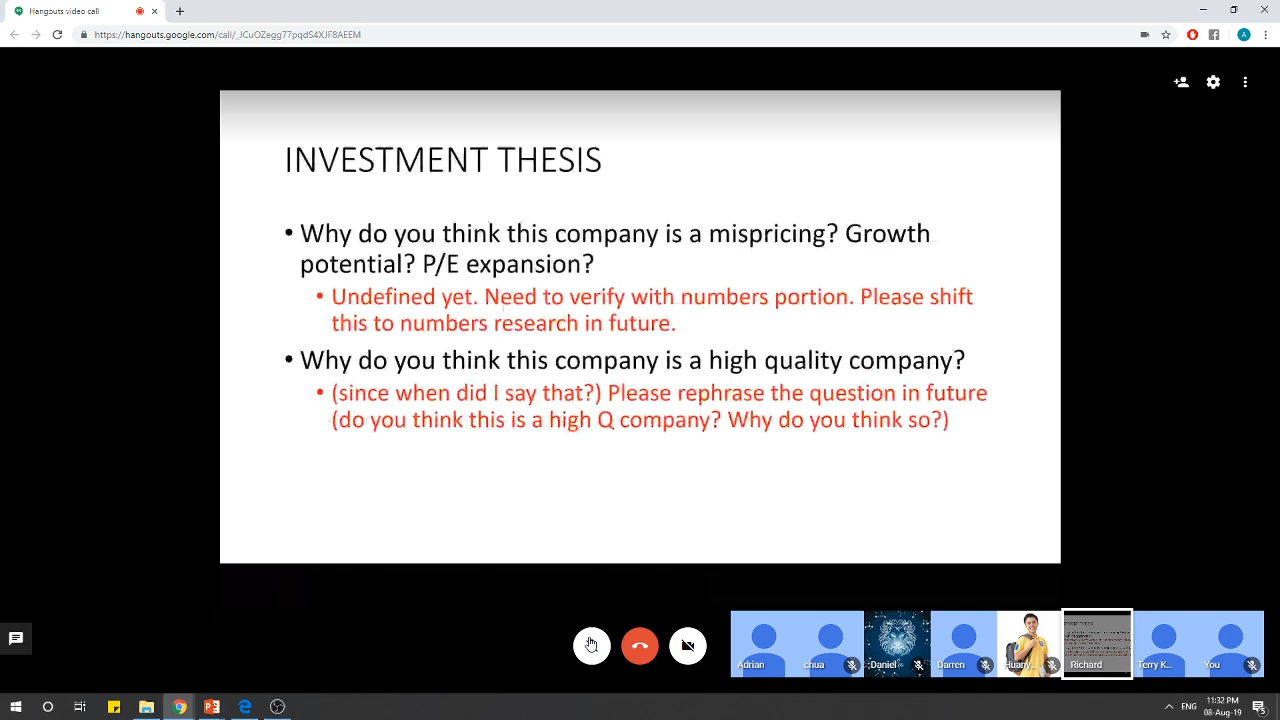 Hangouts video call
https://hangouts.google.com/call/_JCuOZegg77pqdS4XJF8AEEM
A
INVESTMENT THESIS
• Why do you think this company is a mispricing? Growth
potential? P/E expansion?
• Undefined yet. Need to verify with numbers portion. Please shift
this to numbers research in future.
• Why do you think this company is a high quality company?
• (since when did I say that?) Please rephrase the question in future
(do you think this is a high Q company? Why do you think so?)
Adrian
chua
Daniel
Darren
Huany...
Richard
Terry K...
You
ENG
11:32 PM
08-Aug-19
5